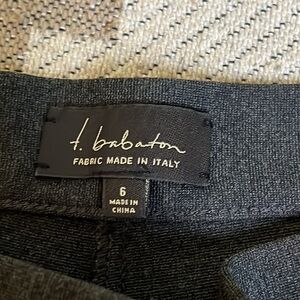 t. babaton
FABRIC MADE IN ITALY
6
MADE IN
CHINA